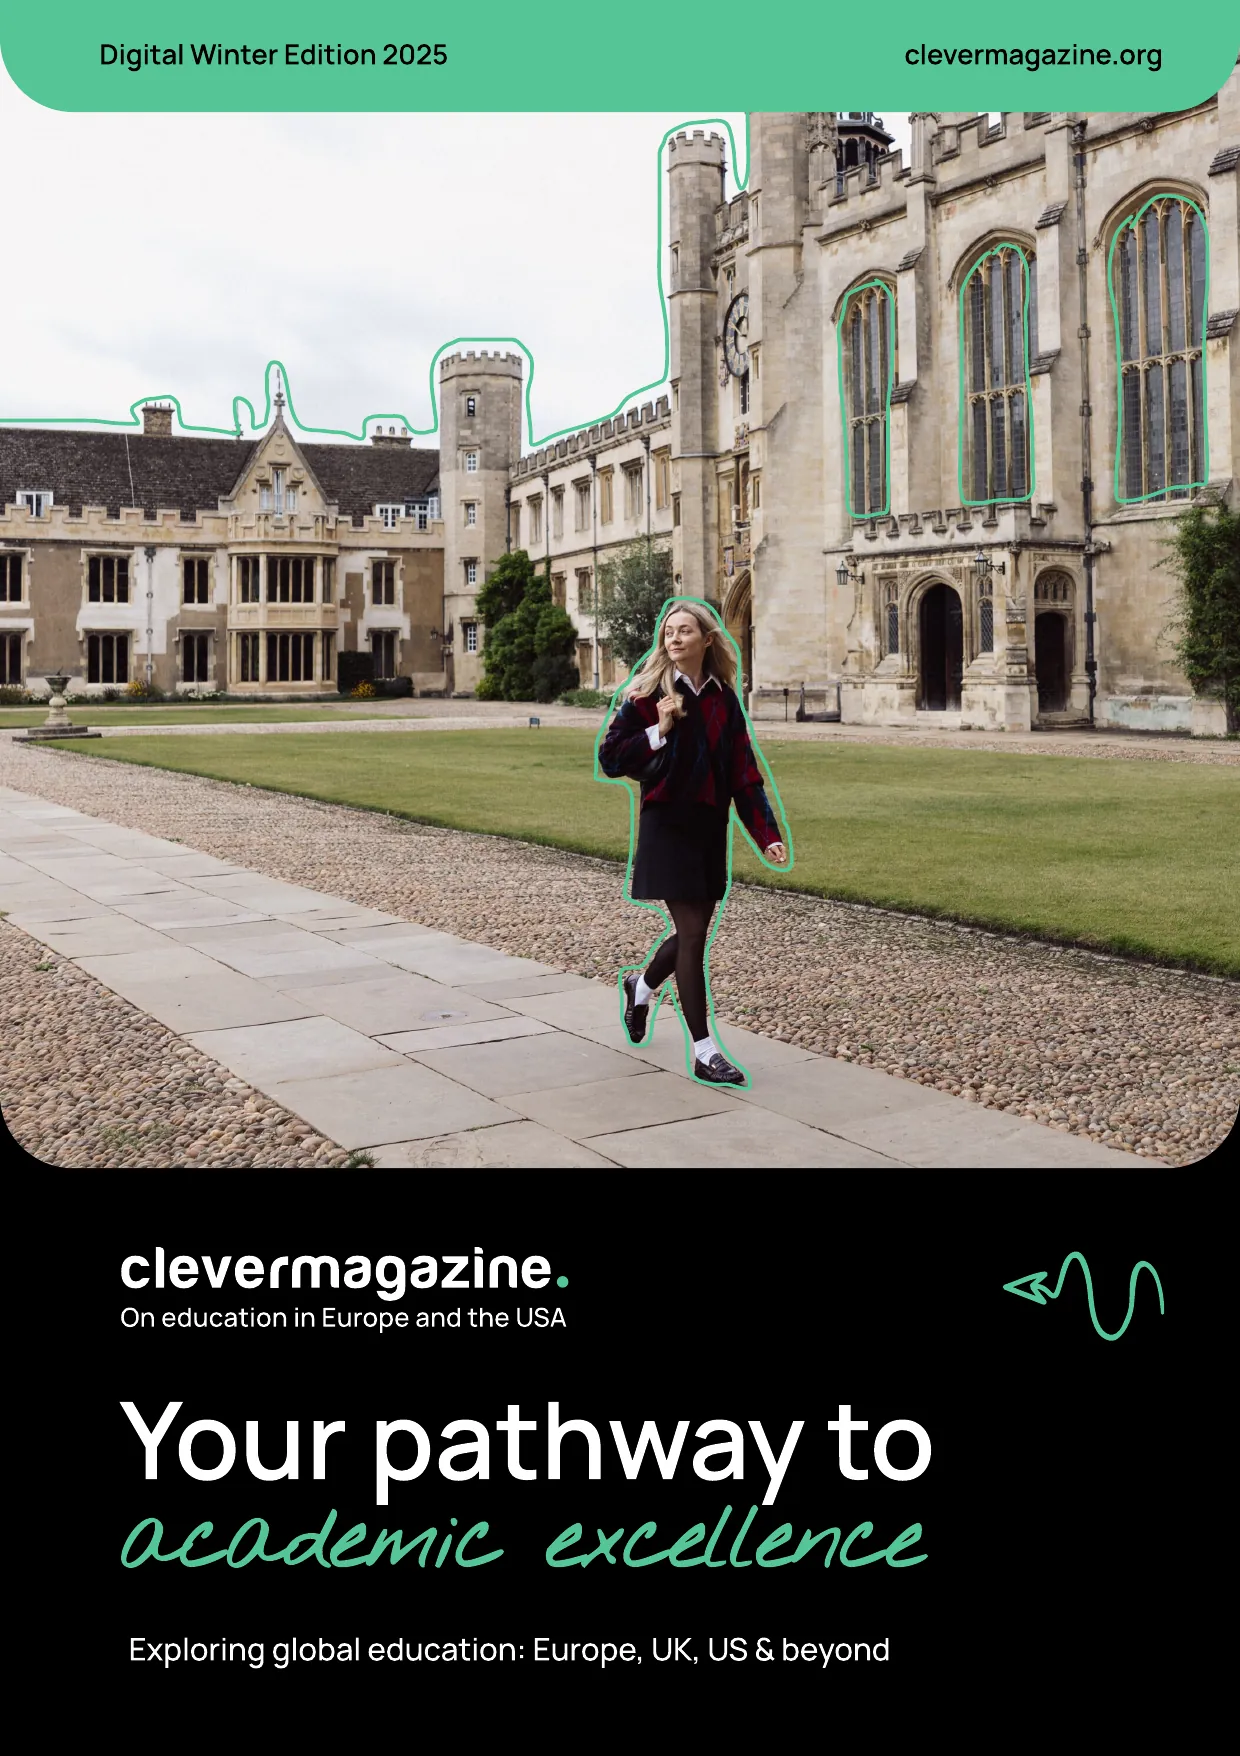 Digital Winter Edition 2025
clevermagazine.org
clevermagazine.
On education in Europe and the USA
Your pathway to
academic excellence
Exploring global education: Europe, UK, US & beyond